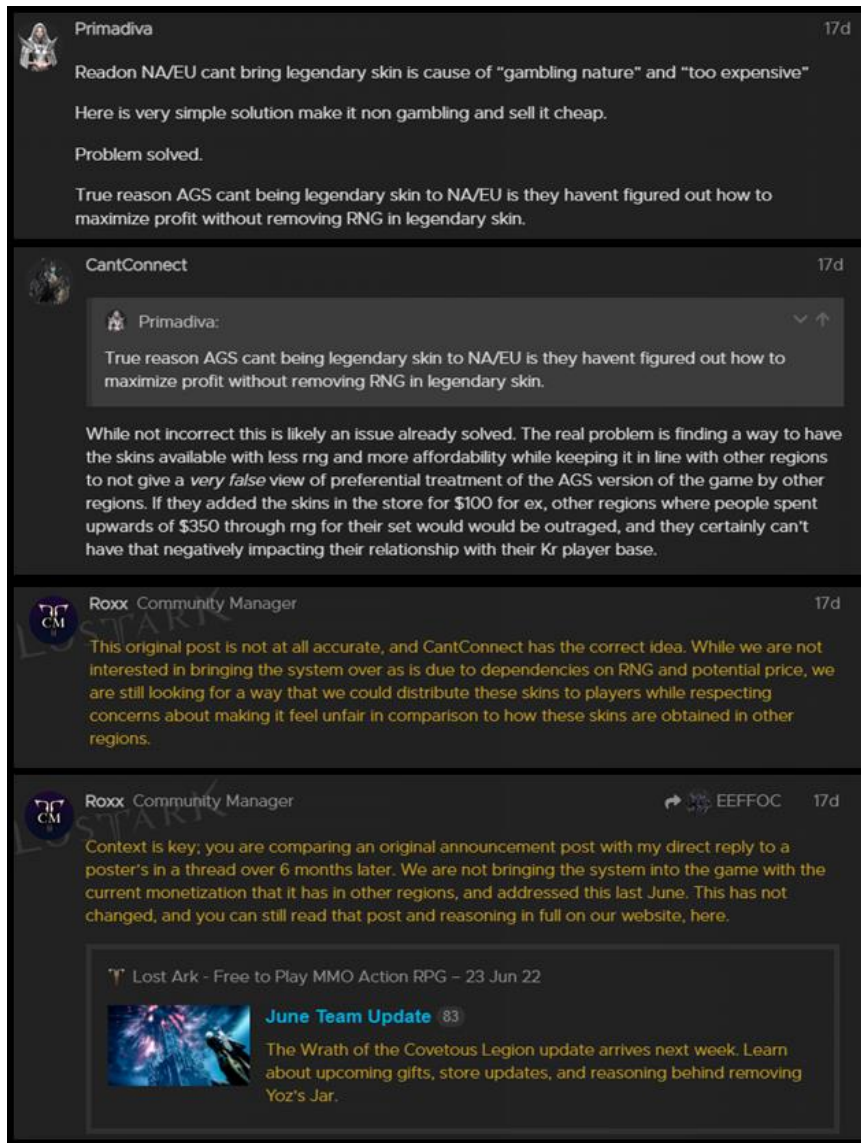 Primadiva 17d
Readon NA/EU cant bring legendary skin is cause of “gambling nature” and “too expensive”
Here is very simple solution make it non gambling and sell it cheap.
Problem solved.
True reason AGS cant being legendary skin to NA/EU is they havent figured out how to
maximize profit without removing RNG in legendary skin.
CantConnect 17d
Primadiva:
True reason AGS cant being legendary skin to NA/EU is they havent figured out how to
maximize profit without removing RNG in legendary skin.
While not incorrect this is likely an issue already solved. The real problem is finding a way to have
the skins available with less rng and more affordability while keeping it in line with other regions
to not give a very false view of preferential treatment of the AGS version of the game by other
regions. If they added the skins in the store for $100 for ex, other regions where people spent
upwards of $350 through rng for their set would would be outraged, and they certainly can't
have that negatively impacting their relationship with their Kr player base.
CM
LOSTARK
Roxx Community Manager 17d
This original post is not at all accurate, and CantConnect has the correct idea. While we are not
interested in bringing the system over as is due to dependencies on RNG and potential price, we
are still looking for a way that we could distribute these skins to players while respecting
concerns about making it feel unfair in comparison to how these skins are obtained in other
regions.
CM
LOSTARK
Roxx Community Manager EEFFOC 17d
Context is key; you are comparing an original announcement post with my direct reply to a
poster's in a thread over 6 months later. We are not bringing the system into the game with the
current monetization that it has in other regions, and addressed this last June. This has not
changed, and you can still read that post and reasoning in full on our website, here.
Lost Ark - Free to Play MMO Action RPG – 23 Jun 22
June Team Update 83
The Wrath of the Covetous Legion update arrives next week. Learn
about upcoming gifts, store updates, and reasoning behind removing
Yoz's Jar.